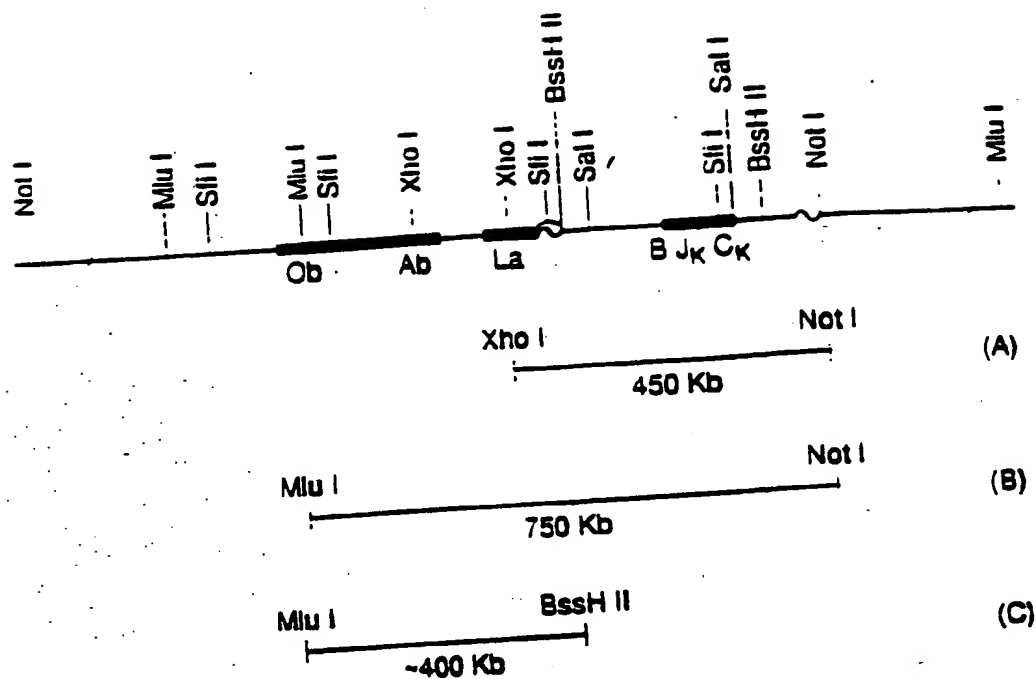 Not I
Mlu I
Sfi I
Mlu I
Sfi I
Xho I
Xho I
Sfi I
BssH II
Sal I
Sfi I
Sal I
BssH II
Not I
Mlu I
Ob Ab La B JK CK
Xho I Not I (A)
450 Kb
Mlu I Not I (B)
750 Kb
Mlu I BssH II (C)
~400 Kb